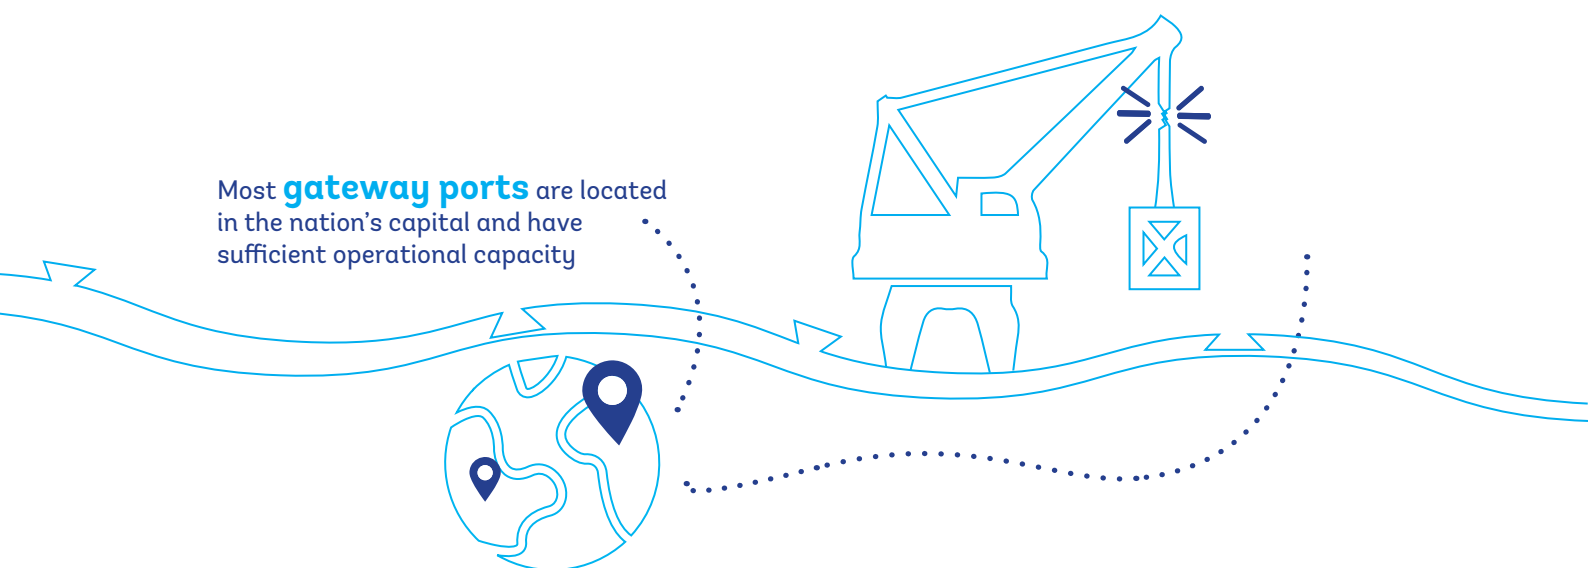 Most gateway ports are located
in the nation’s capital and have
sufficient operational capacity